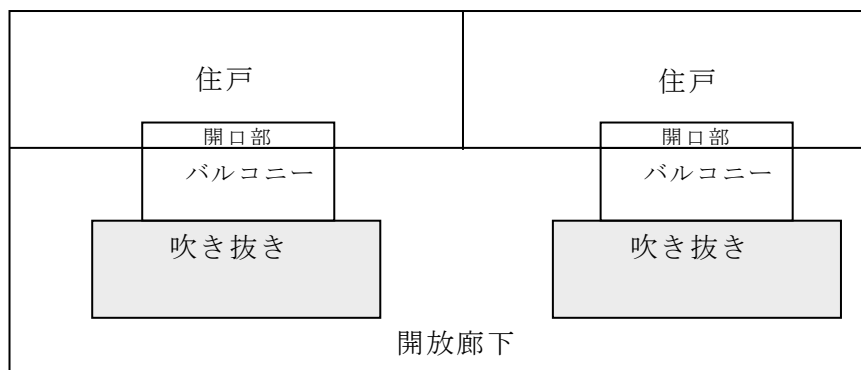 住戸
住戸
開口部
開口部
バルコニー
バルコニー
吹き抜き
吹き抜き
開放廊下